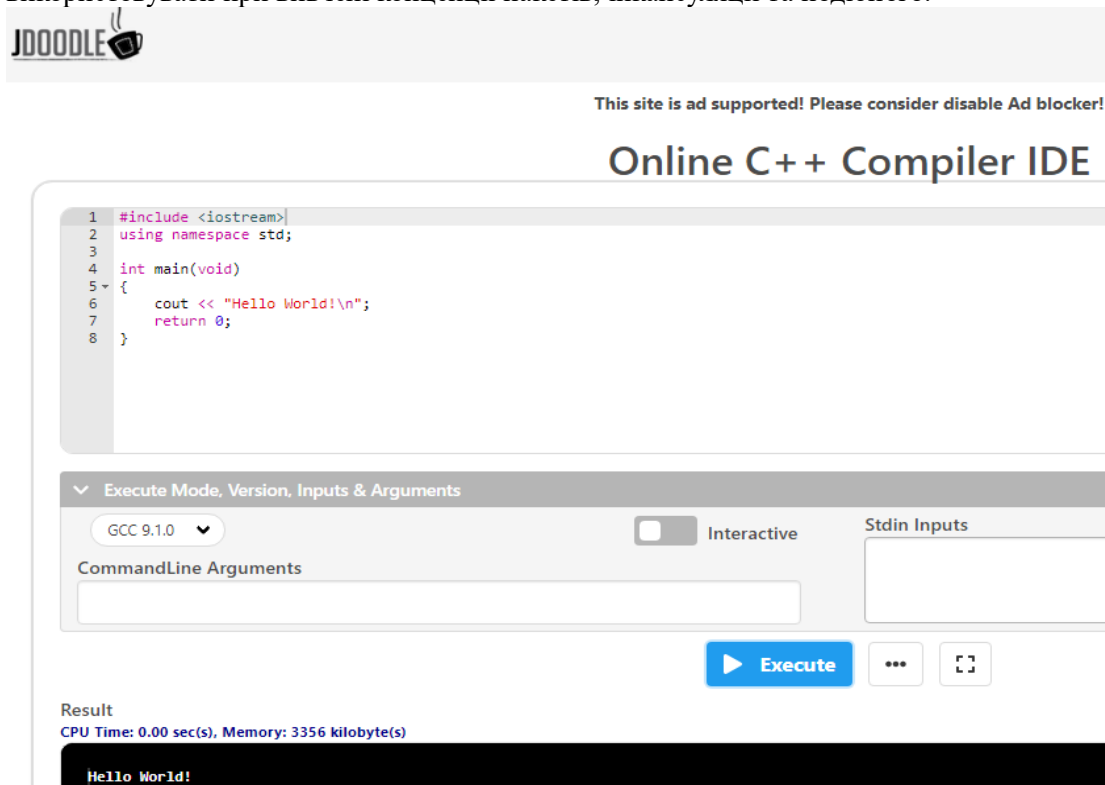 JDOODLE
This site is ad supported! Please consider disable Ad blocker!
Online C++ Compiler IDE
1 #include <iostream>
2 using namespace std;
3
4 int main(void)
5 {
6 cout << "Hello World!\n";
7 return 0;
8 }
Execute Mode, Version, Inputs & Arguments
GCC 9.1.0
Interactive
Stdin Inputs
CommandLine Arguments
Execute
Result
CPU Time: 0.00 sec(s), Memory: 3356 kilobyte(s)
Hello World!